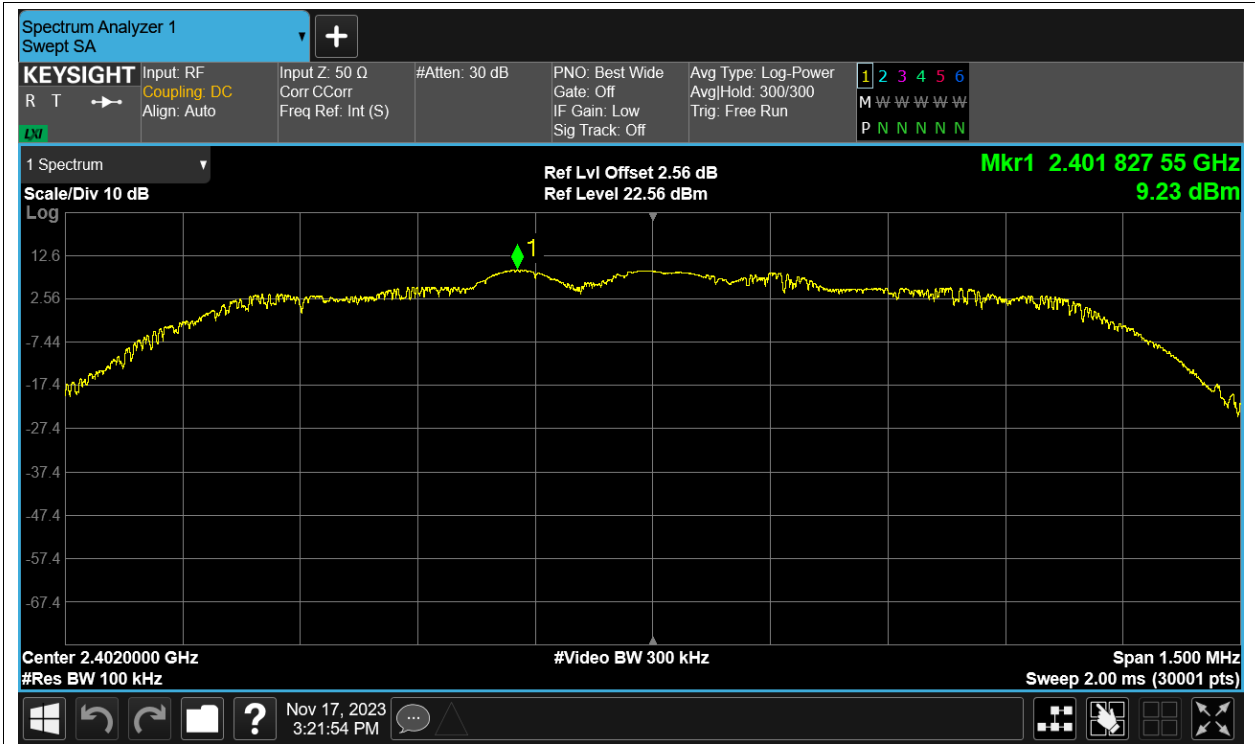 Spectrum Analyzer 1
Swept SA
KEYSIGHT
R T
LXI
Input: RF
Coupling: DC
Align: Auto
Input Z: 50 Ω
Corr CCorr
Freq Ref: Int (S)
#Atten: 30 dB
PNO: Best Wide
Gate: Off
IF Gain: Low
Sig Track: Off
Avg Type: Log-Power
Avg|Hold: 300/300
Trig: Free Run
1 2 3 4 5 6
M W W W W W
P N N N N N
1 Spectrum
Scale/Div 10 dB
Log
Ref Lvl Offset 2.56 dB
Ref Level 22.56 dBm
Mkr1 2.401 827 55 GHz
9.23 dBm
1
12.6
2.56
-7.44
-17.4
-27.4
-37.4
-47.4
-57.4
-67.4
Center 2.4020000 GHz
#Res BW 100 kHz
#Video BW 300 kHz
Span 1.500 MHz
Sweep 2.00 ms (30001 pts)
?
Nov 17, 2023
3:21:54 PM